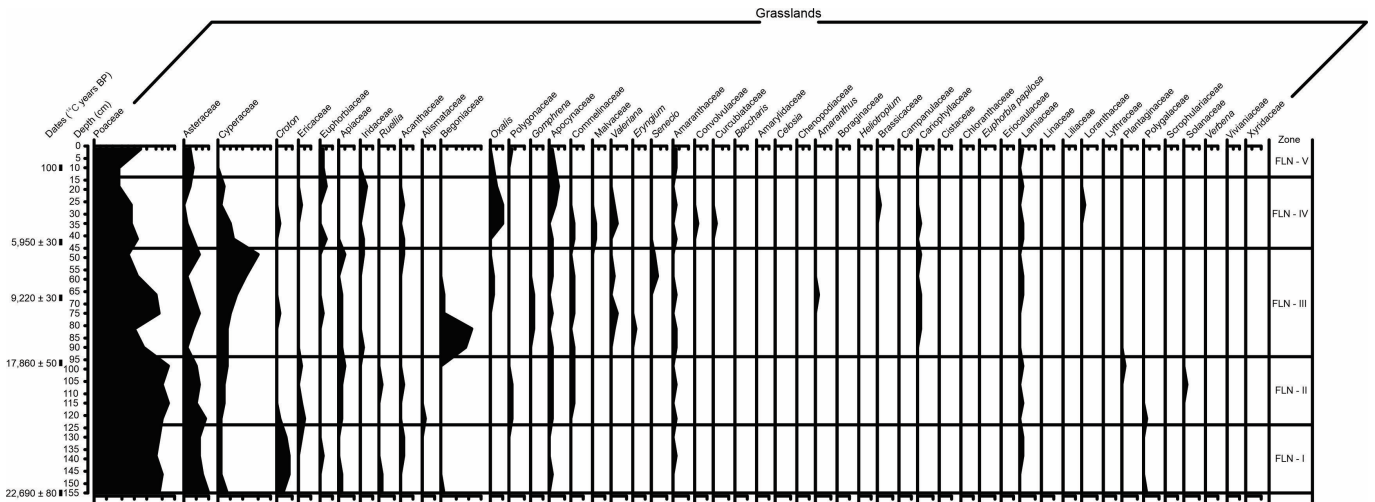 Grasslands
Dates (¹⁴C years BP)
Depth (cm)
Poaceae
Asteraceae
Cyperaceae
Croton
Ericaceae
Euphorbiaceae
Apiaceae
Iridaceae
Ruellia
Acanthaceae
Alismataceae
Begoniaceae
Oxalis
Polygonaceae
Gomphrena
Apocynaceae
Commelinaceae
Malvaceae
Valeriana
Eryngium
Senecio
Amaranthaceae
Convolvulaceae
Curcubitaceae
Baccharis
Amaryllidaceae
Celosia
Chenopodiaceae
Amaranthus
Boraginaceae
Heliotropium
Brassicaceae
Campanulaceae
Cariophyllaceae
Cistaceae
Chloranthaceae
Euphorbia papilosa
Eriocaulaceae
Lamiaceae
Linaceae
Liliaceae
Loranthaceae
Lythraceae
Plantaginaceae
Polygalaceae
Scrophulariaceae
Solanaceae
Verbena
Vivianiaceae
Xyridaceae
Zone
0
5
100
10
15
20
25
30
35
5,950 ± 30
40
45
50
55
60
9,220 ± 30
65
70
75
80
85
90
95
17,860 ± 50
100
105
110
115
120
125
130
135
140
145
150
22,690 ± 80
155
FLN - V
FLN - IV
FLN - III
FLN - II
FLN - I